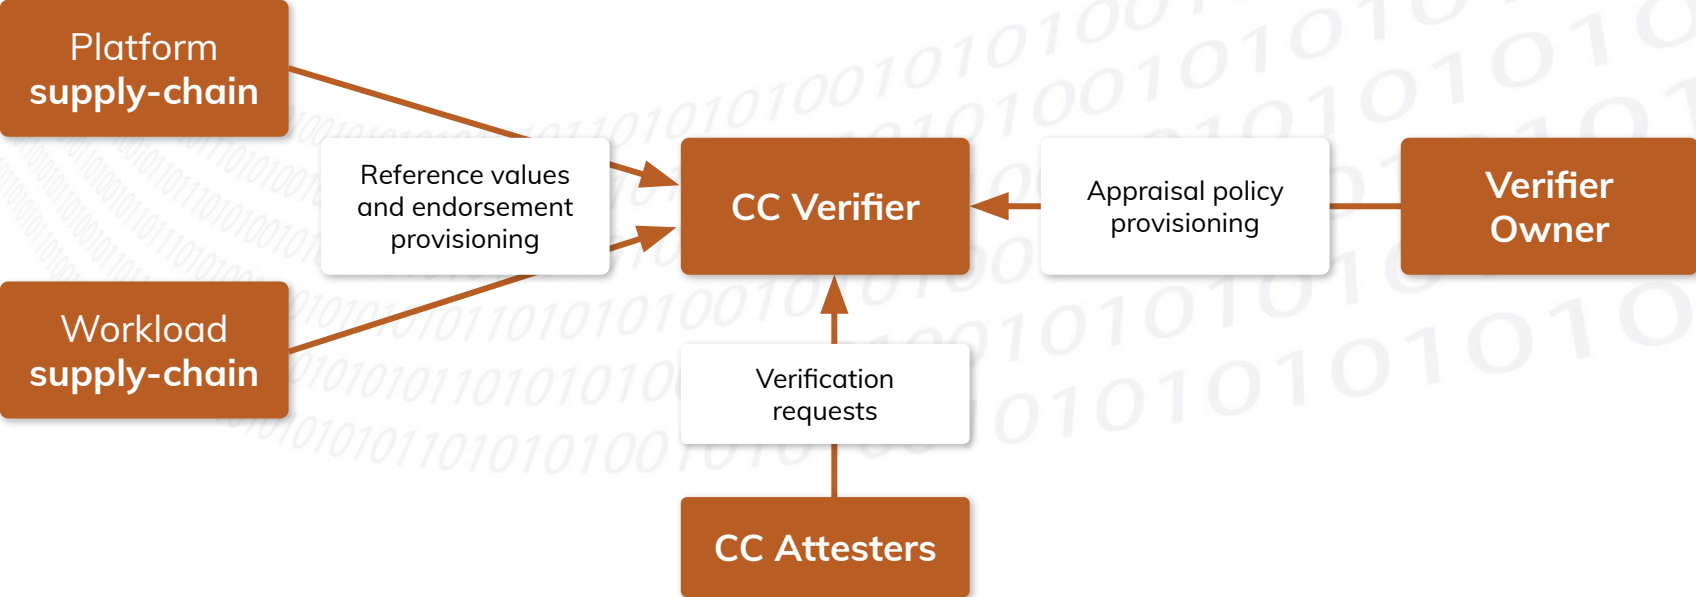 Platform
supply-chain
Reference values
and endorsement
provisioning
Workload
supply-chain
CC Verifier
Appraisal policy
provisioning
Verifier
Owner
Verification
requests
CC Attesters